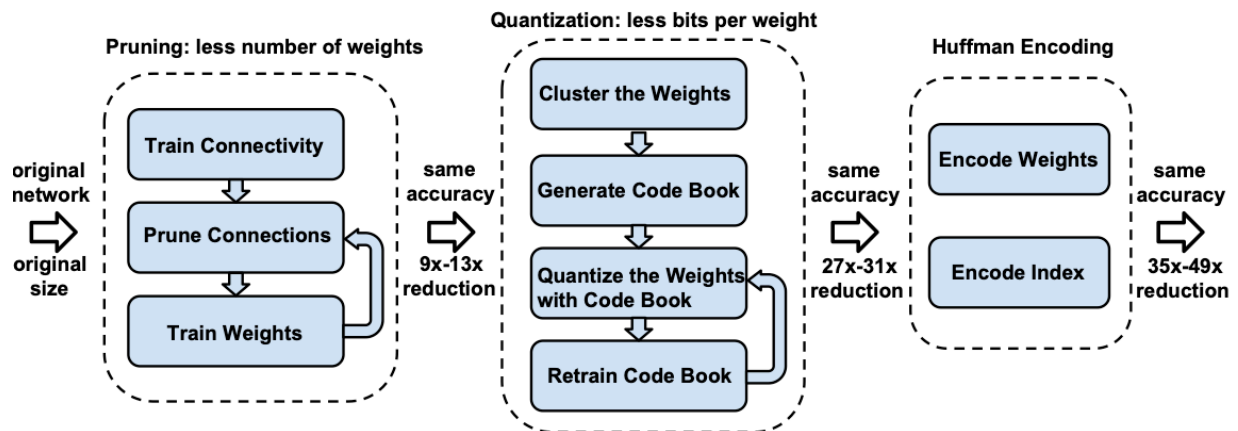 original
network
original
size
Pruning: less number of weights
Train Connectivity
Prune Connections
Train Weights
same
accuracy
9x-13x
reduction
Quantization: less bits per weight
Cluster the Weights
Generate Code Book
Quantize the Weights
with Code Book
Retrain Code Book
same
accuracy
27x-31x
reduction
Huffman Encoding
Encode Weights
Encode Index
same
accuracy
35x-49x
reduction